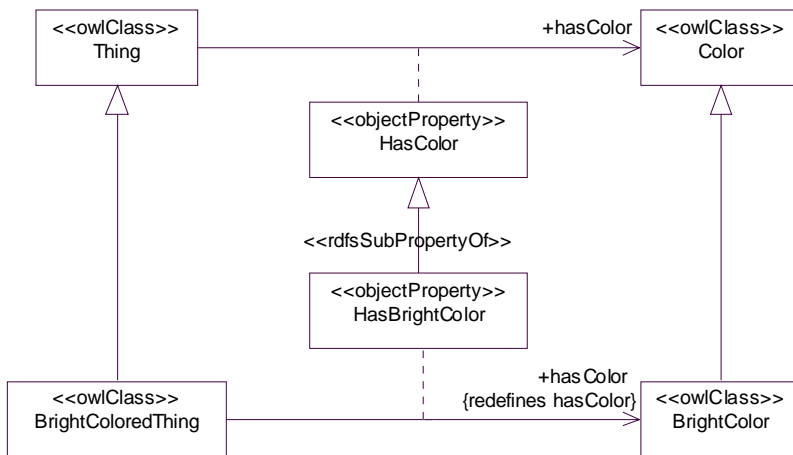 <<owlClass>>
Thing
+hasColor
<<owlClass>>
Color
<<objectProperty>>
HasColor
<<rdfsSubPropertyOf>>
<<objectProperty>>
HasBrightColor
<<owlClass>>
BrightColoredThing
+hasColor
{redefines hasColor}
<<owlClass>>
BrightColor